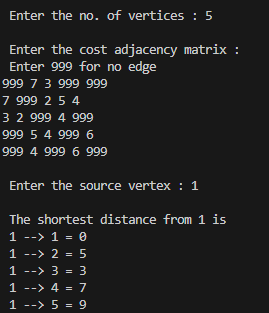 Enter the no. of vertices : 5
Enter the cost adjacency matrix :
Enter 999 for no edge
999 7 3 999 999
7 999 2 5 4
3 2 999 4 999
999 5 4 999 6
999 4 999 6 999
Enter the source vertex : 1
The shortest distance from 1 is
1 --> 1 = 0
1 --> 2 = 5
1 --> 3 = 3
1 --> 4 = 7
1 --> 5 = 9